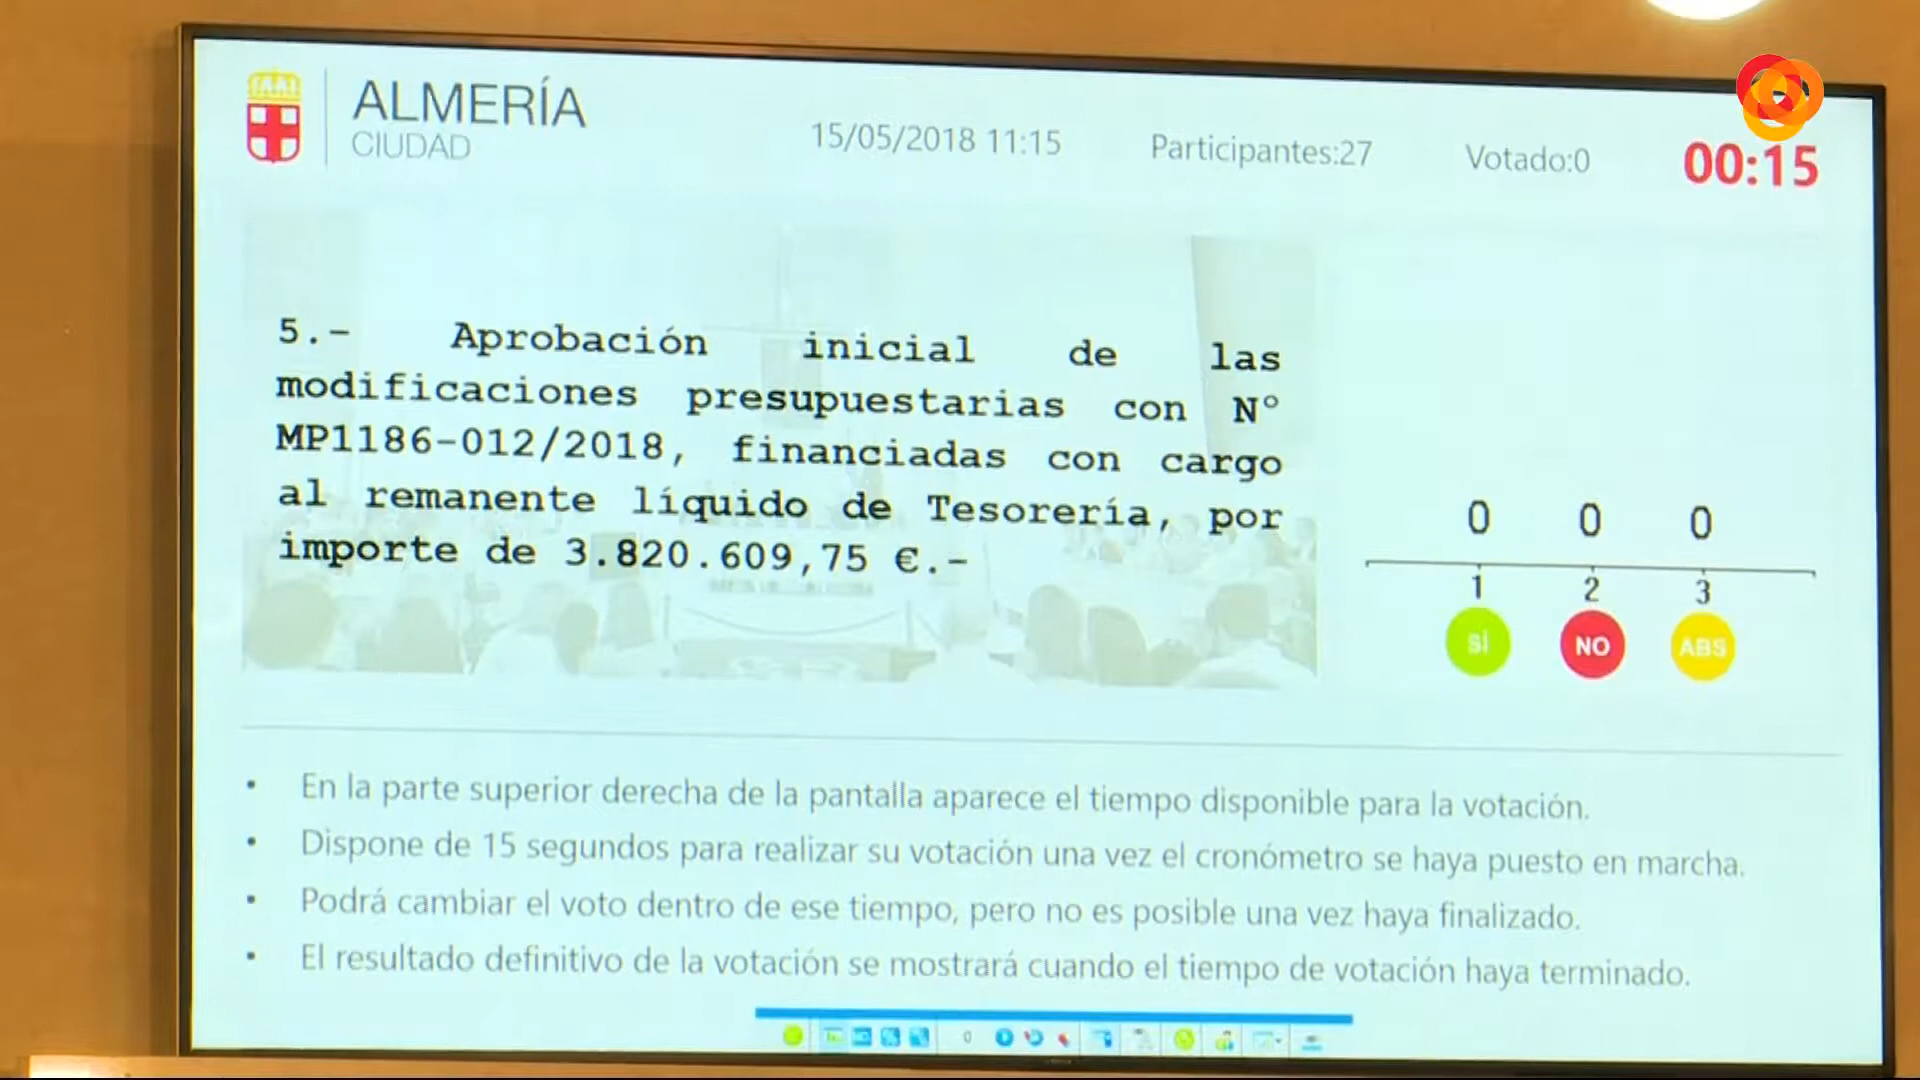 ALMERÍA
CIUDAD
15/05/2018 11:15
Participantes:27
Votado:0
00:15
5.- Aprobación inicial de las
modificaciones presupuestarias con Nº
MP1186-012/2018, financiadas con cargo
al remanente líquido de Tesorería, por
importe de 3.820.609,75 €.-
0 0 0
1 2 3
SÍ NO ABS
• En la parte superior derecha de la pantalla aparece el tiempo disponible para la votación.
• Dispone de 15 segundos para realizar su votación una vez el cronómetro se haya puesto en marcha.
• Podrá cambiar el voto dentro de ese tiempo, pero no es posible una vez haya finalizado.
• El resultado definitivo de la votación se mostrará cuando el tiempo de votación haya terminado.
0